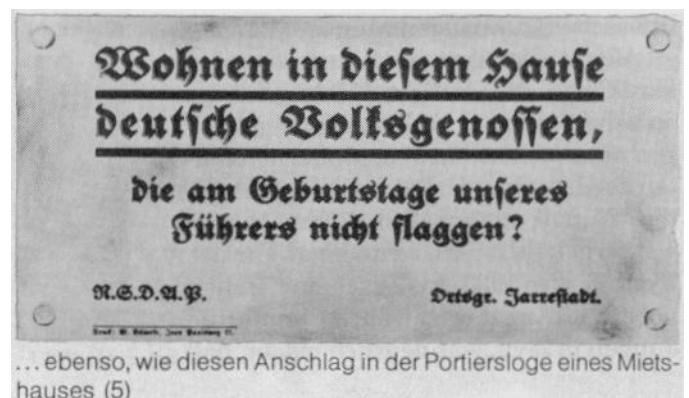 Wohnen in diesem Hause
deutsche Volksgenossen,
die am Geburtstage unseres
Führers nicht flaggen?
N.S.D.A.P. Ortsgr. Jarrestadt.
Druck:
... ebenso, wie diesen Anschlag in der Portiersloge eines Miets-
hauses (5)